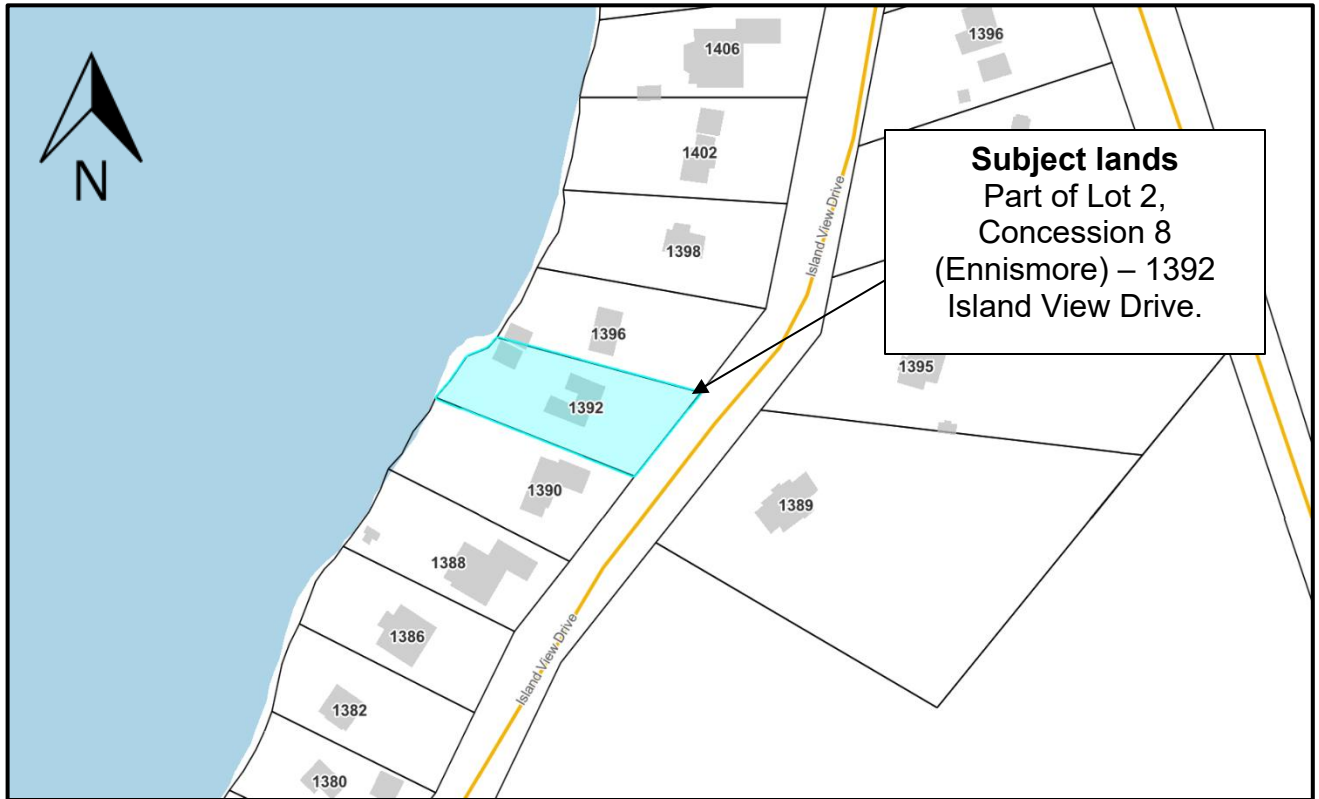 1406
1396
N
1402
Island View Drive
Subject lands
Part of Lot 2,
Concession 8
(Ennismore) – 1392
Island View Drive.
1398
1396
1395
1392
1390
1389
1388
1386
Island View Drive
1382
1380